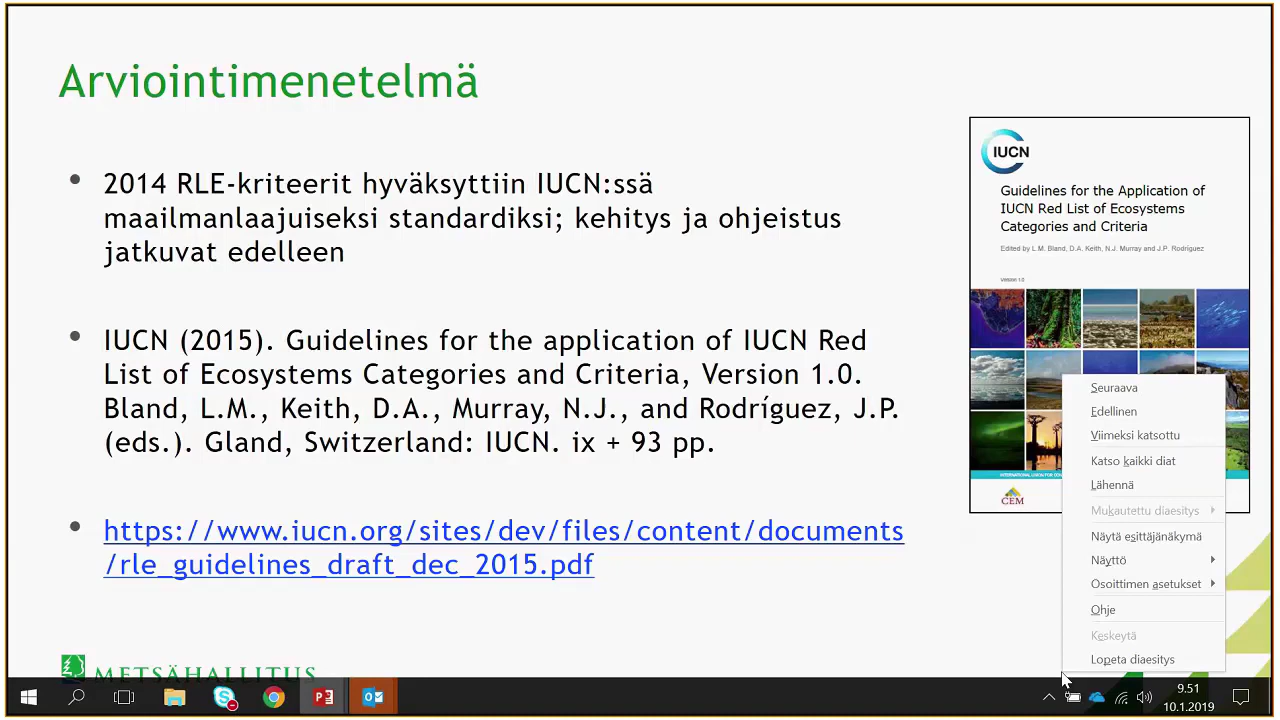 Arviointimenetelmä
• 2014 RLE-kriteerit hyväksyttiin IUCN:ssä
maailmanlaajuiseksi standardiksi; kehitys ja ohjeistus
jatkuvat edelleen
• IUCN (2015). Guidelines for the application of IUCN Red
List of Ecosystems Categories and Criteria, Version 1.0.
Bland, L.M., Keith, D.A., Murray, N.J., and Rodríguez, J.P.
(eds.). Gland, Switzerland: IUCN. ix + 93 pp.
• https://www.iucn.org/sites/dev/files/content/documents
/rle_guidelines_draft_dec_2015.pdf
IUCN
Guidelines for the Application of
IUCN Red List of Ecosystems
Categories and Criteria
Edited by L.M. Bland, D.A. Keith, N.J. Murray and J.P. Rodríguez
Version 1.0
CEM
Seuraava
Edellinen
Viimeksi katsottu
Katso kaikki diat
Lähennä
Mukautettu diaesitys
Näytä esittäjänäkymä
Näyttö
Osoittimen asetukset
Ohje
Keskeytä
Lopeta diaesitys
METSÄHALLITUS
9.51
10.1.2019